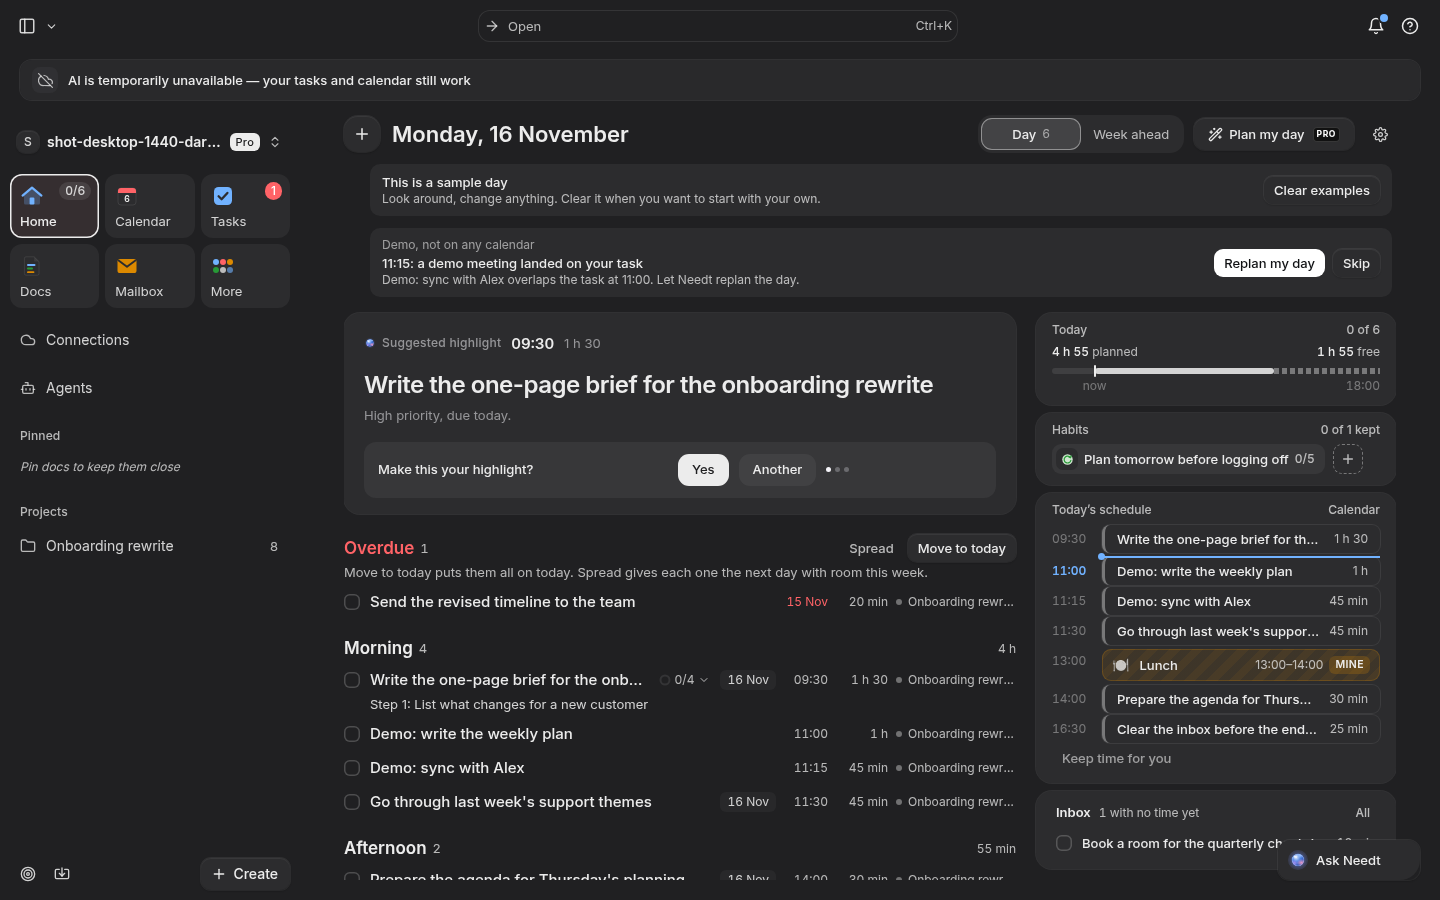 Open
Ctrl+K
AI is temporarily unavailable — your tasks and calendar still work
S
shot-desktop-1440-dar...
Pro
Home
0/6
Calendar
6
Tasks
1
Docs
Mailbox
More
Connections
Agents
Pinned
Pin docs to keep them close
Projects
Onboarding rewrite 8
Create
Monday, 16 November
Day 6
Week ahead
Plan my day PRO
This is a sample day
Look around, change anything. Clear it when you want to start with your own.
Clear examples
Demo, not on any calendar
11:15: a demo meeting landed on your task
Demo: sync with Alex overlaps the task at 11:00. Let Needt replan the day.
Replan my day
Skip
Suggested highlight 09:30 1 h 30
Write the one-page brief for the onboarding rewrite
High priority, due today.
Make this your highlight?
Yes
Another
Overdue 1
Spread
Move to today
Move to today puts them all on today. Spread gives each one the next day with room this week.
Send the revised timeline to the team 15 Nov 20 min Onboarding rewr...
Morning 4 4 h
Write the one-page brief for the onb... 0/4 16 Nov 09:30 1 h 30 Onboarding rewr...
Step 1: List what changes for a new customer
Demo: write the weekly plan 11:00 1 h Onboarding rewr...
Demo: sync with Alex 11:15 45 min Onboarding rewr...
Go through last week's support themes 16 Nov 11:30 45 min Onboarding rewr...
Afternoon 2 55 min
Prepare the agenda for Thursday's planning 16 Nov 14:00 30 min Onboarding rewr...
Today 0 of 6
4 h 55 planned 1 h 55 free
now 18:00
Habits 0 of 1 kept
Plan tomorrow before logging off 0/5
Today's schedule Calendar
09:30 Write the one-page brief for th... 1 h 30
11:00 Demo: write the weekly plan 1 h
11:15 Demo: sync with Alex 45 min
11:30 Go through last week's suppor... 45 min
13:00 Lunch 13:00–14:00 MINE
14:00 Prepare the agenda for Thurs... 30 min
16:30 Clear the inbox before the end... 25 min
Keep time for you
Inbox 1 with no time yet All
Book a room for the quarterly
Ask Needt